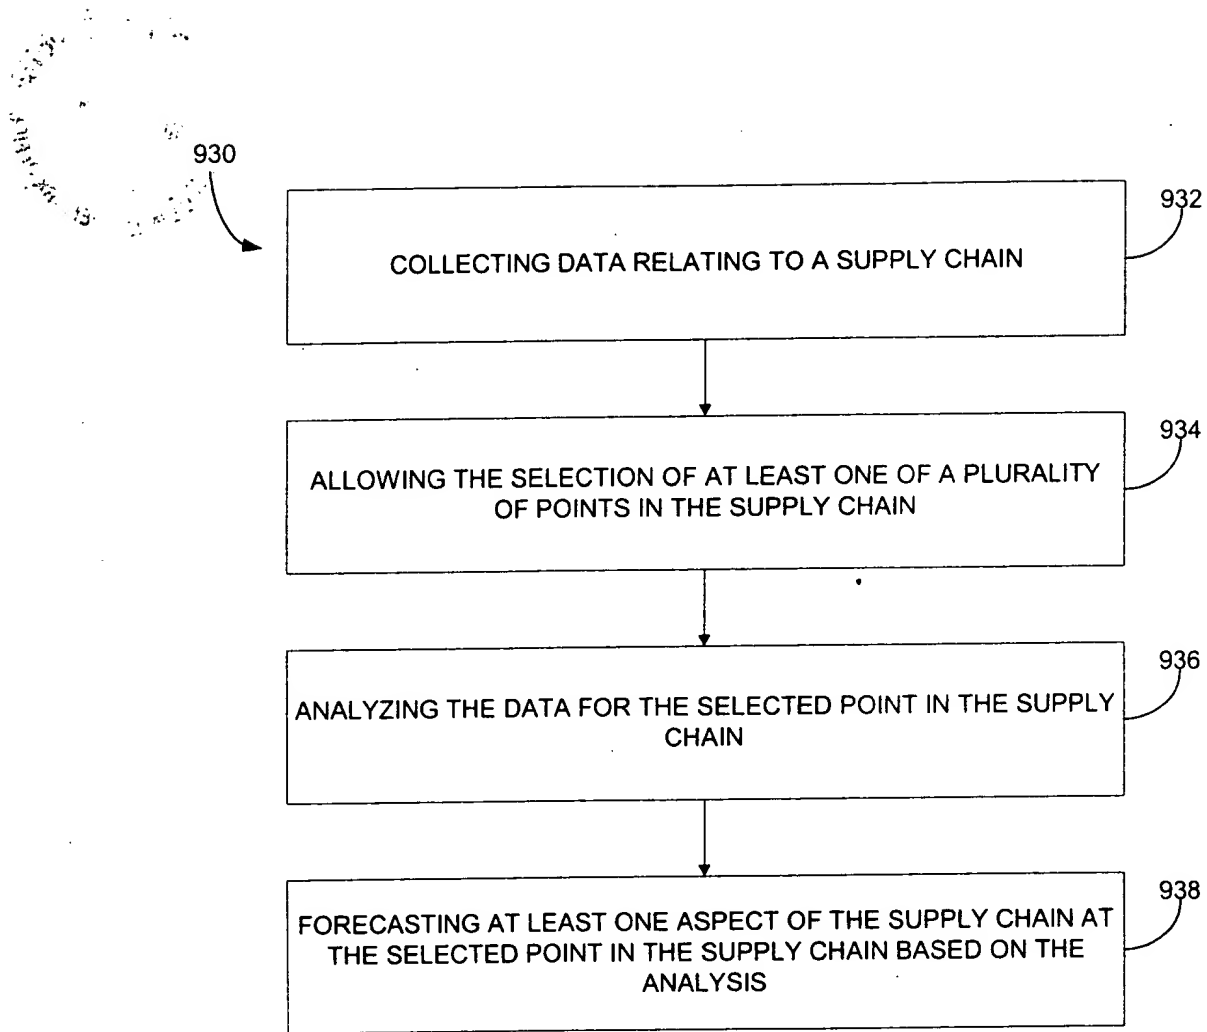 930
932
COLLECTING DATA RELATING TO A SUPPLY CHAIN
934
ALLOWING THE SELECTION OF AT LEAST ONE OF A PLURALITY
OF POINTS IN THE SUPPLY CHAIN
936
ANALYZING THE DATA FOR THE SELECTED POINT IN THE SUPPLY
CHAIN
938
FORECASTING AT LEAST ONE ASPECT OF THE SUPPLY CHAIN AT
THE SELECTED POINT IN THE SUPPLY CHAIN BASED ON THE
ANALYSIS